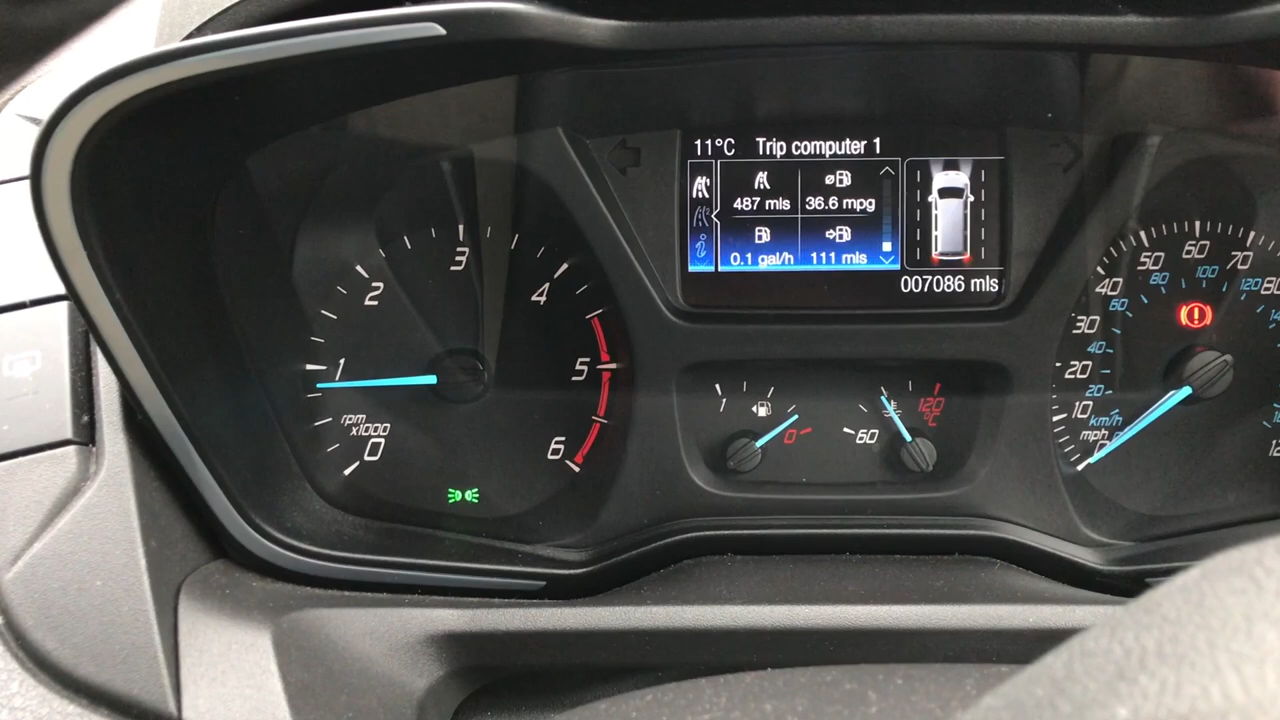 11°C Trip computer 1
487 mls
36.6 mpg
0.1 gal/h
111 mls
007086 mls
0
1
2
3
4
5
6
rpm
x1000
1
0
60
120
°C
10
20
30
40
50
60
70
80
20
40
60
80
100
120
km/h
mph